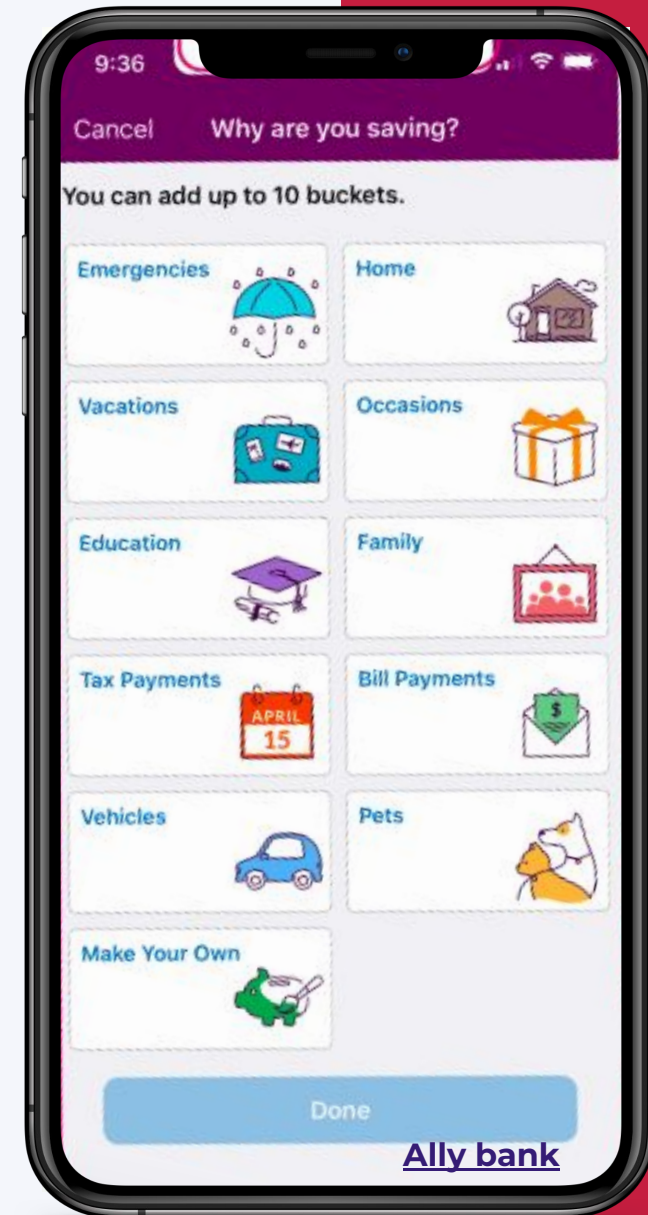 9:36
Cancel Why are you saving?
You can add up to 10 buckets.
Emergencies Home
Vacations Occasions
Education Family
Tax Payments Bill Payments
APRIL
15
$
Vehicles Pets
Make Your Own
Done
Ally bank